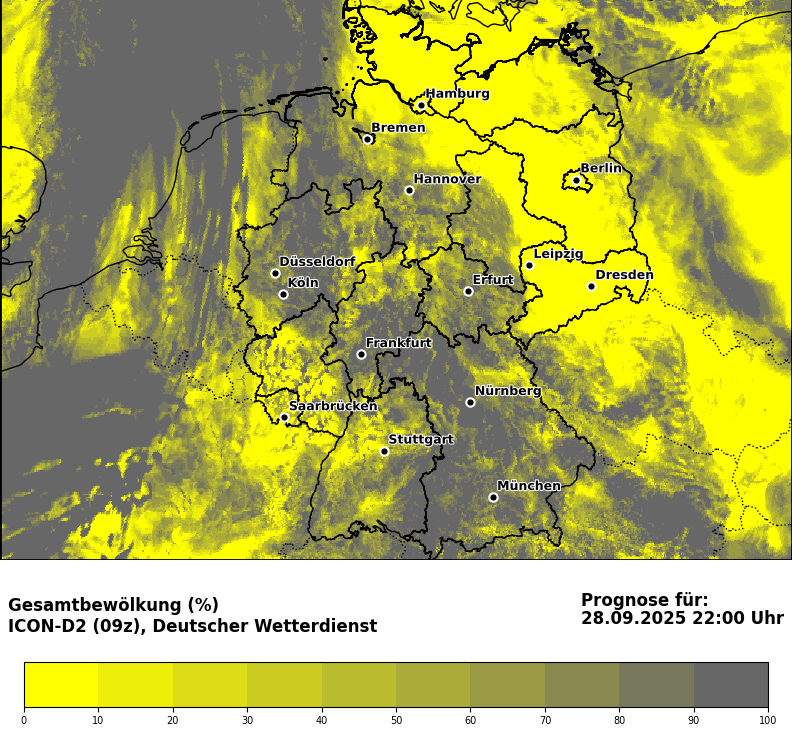 Hamburg
Bremen
Berlin
Hannover
Leipzig
Düsseldorf
Dresden
Erfurt
Köln
Frankfurt
Nürnberg
Saarbrücken
Stuttgart
München
Gesamtbewölkung (%)
ICON-D2 (09z), Deutscher Wetterdienst
Prognose für:
28.09.2025 22:00 Uhr
0 10 20 30 40 50 60 70 80 90 100